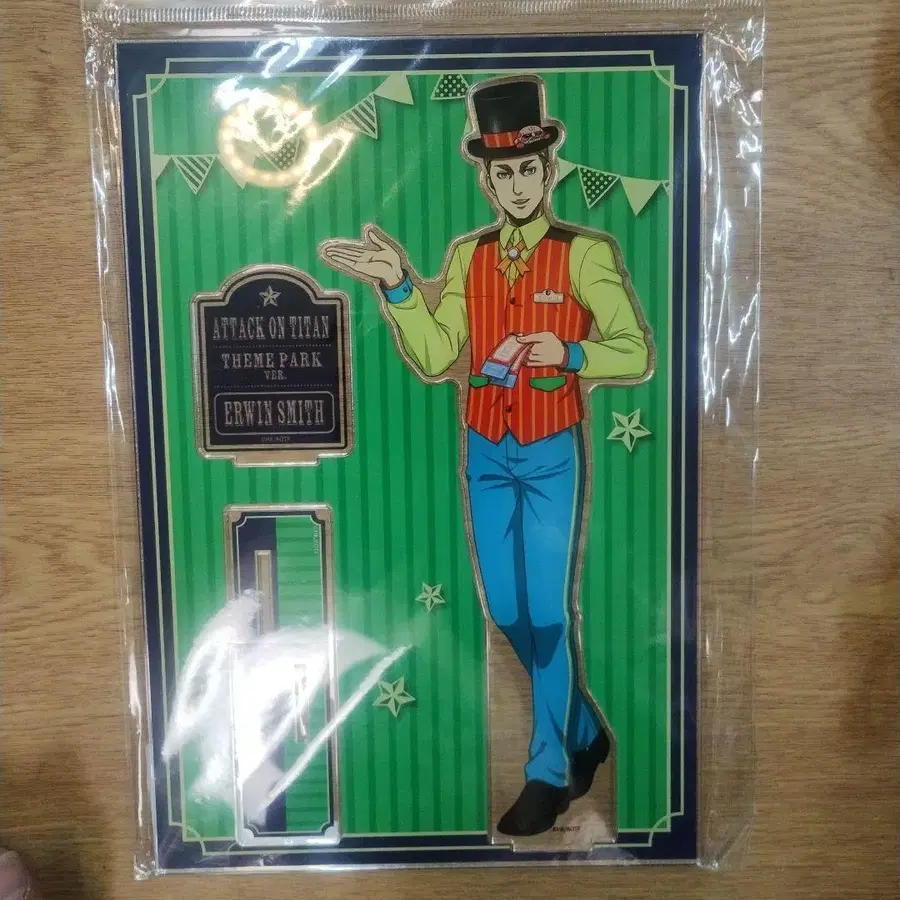 ATTACK ON TITAN
THEME PARK
VER.
ERWIN SMITH